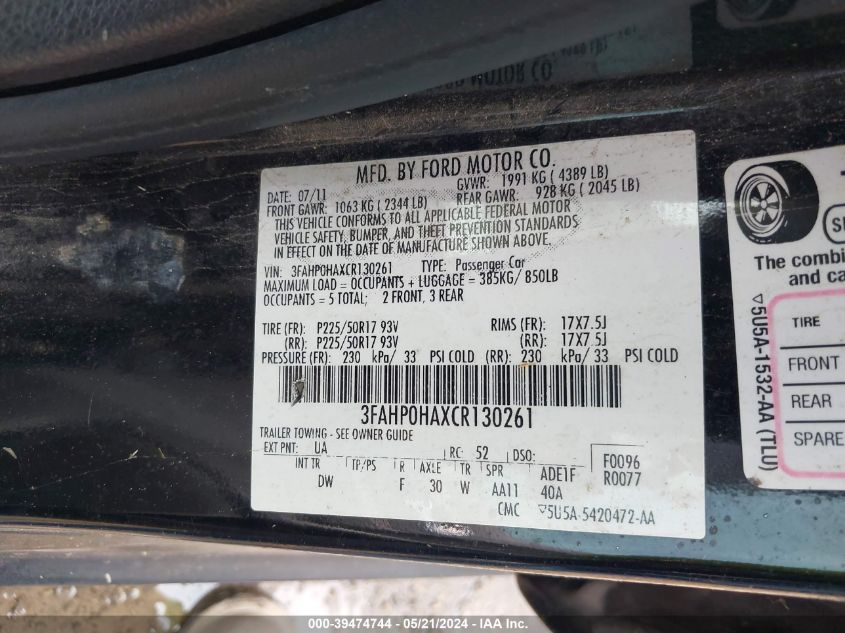 MFD. BY FORD MOTOR CO.
DATE: 07/11 GVWR: 1991 KG ( 4389 LB)
FRONT GAWR: 1063 KG ( 2344 LB) REAR GAWR: 928 KG ( 2045 LB)
THIS VEHICLE CONFORMS TO ALL APPLICABLE FEDERAL MOTOR
VEHICLE SAFETY, BUMPER, AND THEFT PREVENTION STANDARDS
IN EFFECT ON THE DATE OF MANUFACTURE SHOWN ABOVE.
VIN: 3FAHP0HAXCR130261 TYPE: Passenger Car
MAXIMUM LOAD = OCCUPANTS + LUGGAGE = 385KG/ 850LB
OCCUPANTS = 5 TOTAL; 2 FRONT, 3 REAR
TIRE (FR): P225/50R17 93V RIMS (FR): 17X7.5J
(RR): P225/50R17 93V (RR): 17X7.5J
PRESSURE (FR): 230 kPa/ 33 PSI COLD (RR): 230 kPa/ 33 PSI COLD
3FAHP0HAXCR130261
TRAILER TOWING - SEE OWNER GUIDE
EXT PNT: UA RC: 52 DSO: F0096
INT TR TP/PS R AXLE TR SPR ADE1F R0077
DW F 30 W AA11 40A
CMC ▽5U5A-5420472-AA
The combin
and ca
TIRE
FRONT
REAR
SPARE
▽5U5A-1532-AA (TLU)
000-39474744 - 05/21/2024 - IAA Inc.